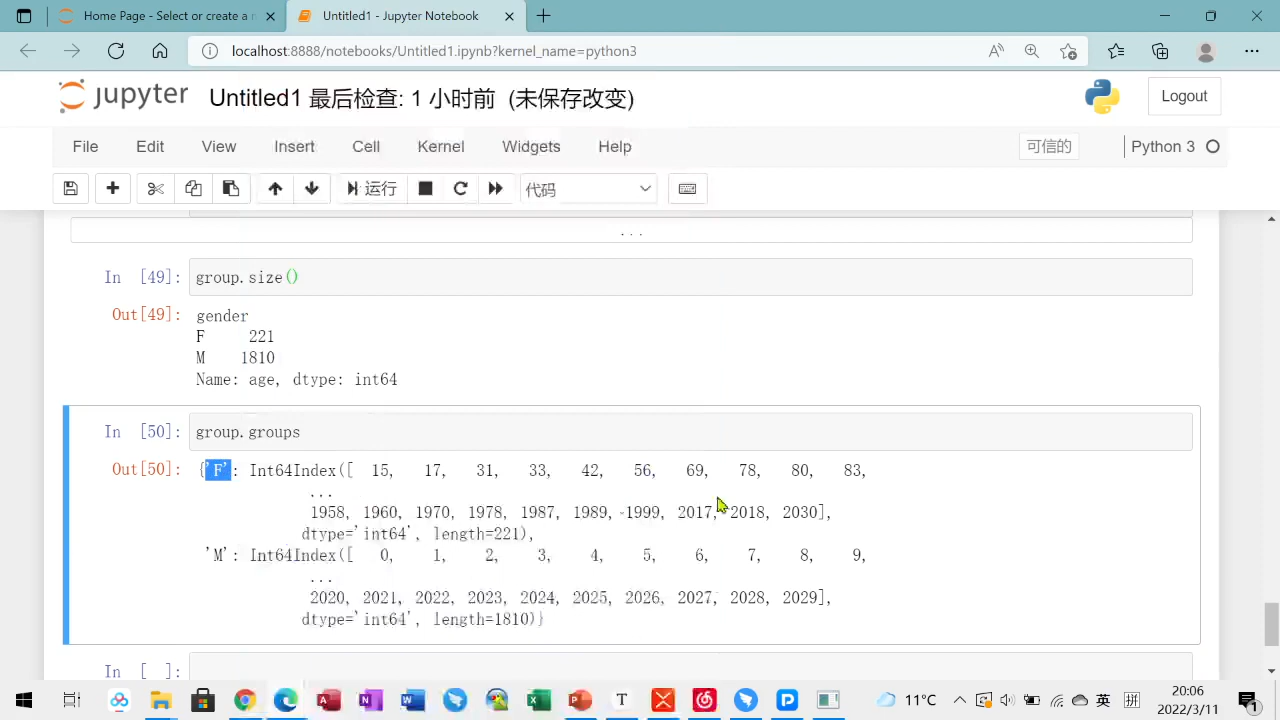 Home Page - Select or create a n
Untitled1 - Jupyter Notebook
localhost:8888/notebooks/Untitled1.ipynb?kernel_name=python3
jupyter
Untitled1 最后检查: 1 小时前 (未保存改变)
Logout
File Edit View Insert Cell Kernel Widgets Help
可信的
Python 3
运行
代码
...
In [49]: group.size()
Out[49]: gender
F 221
M 1810
Name: age, dtype: int64
In [50]: group.groups
Out[50]: {'F': Int64Index([ 15, 17, 31, 33, 42, 56, 69, 78, 80, 83,
...
1958, 1960, 1970, 1978, 1987, 1989, 1999, 2017, 2018, 2030],
dtype='int64', length=221),
'M': Int64Index([ 0, 1, 2, 3, 4, 5, 6, 7, 8, 9,
...
2020, 2021, 2022, 2023, 2024, 2025, 2026, 2027, 2028, 2029],
dtype='int64', length=1810)}
In [ ]:
11°C
英
拼
20:06
2022/3/11